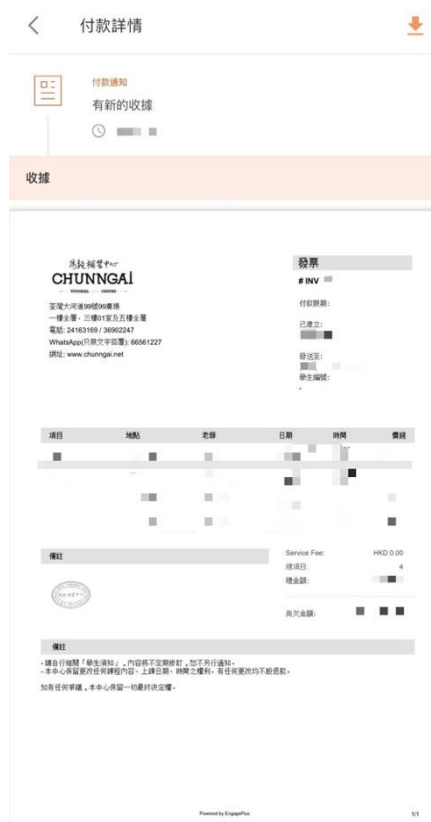 付款詳情
付款通知
有新的收據
收據
CHUNNGAI
TUTORIAL CENTRE
荃灣大河道99號99廣場
一樓全層、三樓01室及五樓全層
電話: 24163169 / 36902247
WhatsApp(只限文字回覆): 66561227
網址: www.chunngai.net
發票
# INV
付款限期:
已建立:
發送至:
學生編號:
-
項目 地點 老師 日期 時間 價錢
備註
Service Fee: HKD 0.00
總項目: 4
總金額:
尚欠金額:
備註
- 請自行細閱「學生須知」，內容將不定期修訂，恕不另行通知。
- 本中心保留更改任何課程內容、上課日期、時間之權利，有任何更改均不設退款。
如有任何爭議，本中心保留一切最終決定權。
Powered by EngagePlus
1/1